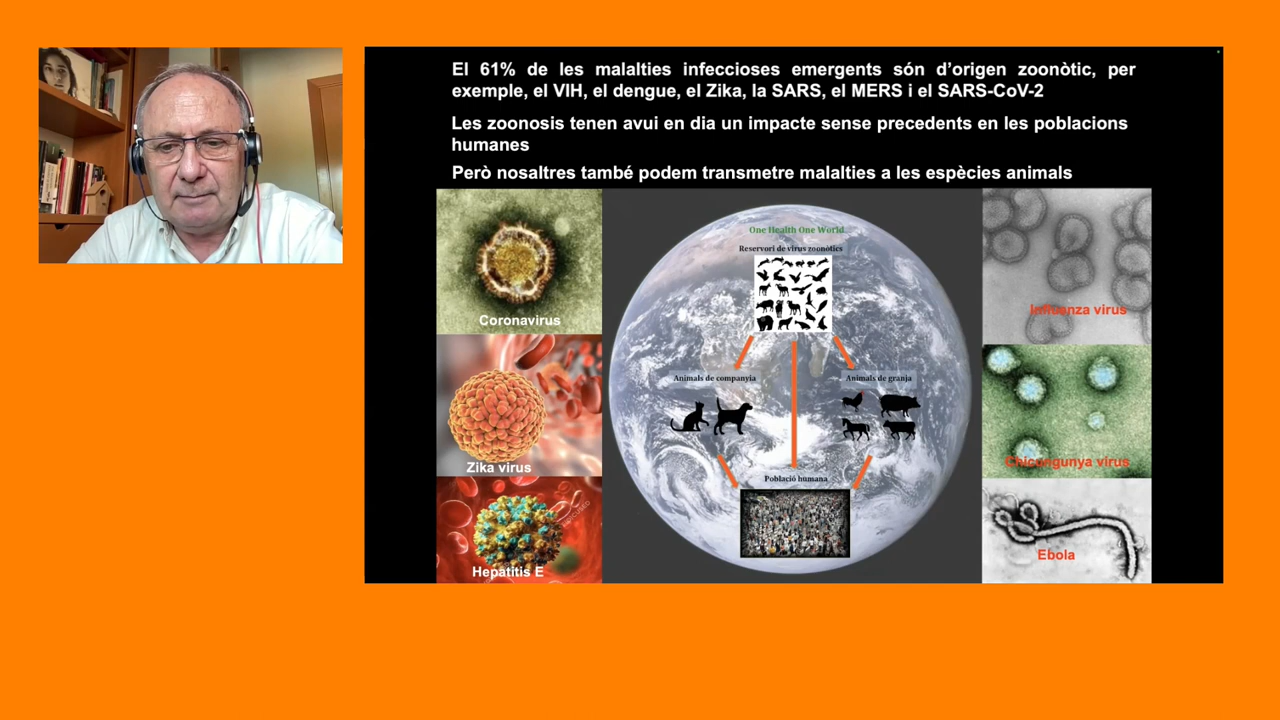 El 61% de les malalties infeccioses emergents són d’origen zoonòtic, per
exemple, el VIH, el dengue, el Zika, la SARS, el MERS i el SARS-CoV-2
Les zoonosis tenen avui en dia un impacte sense precedents en les poblacions
humanes
Però nosaltres també podem transmetre malalties a les espècies animals
One Health One World
Reservori de virus zoonòtics
Coronavirus
Influenza virus
Animals de companyia
Animals de granja
Zika virus
Chicungunya virus
Població humana
Hepatitis E
Ebola